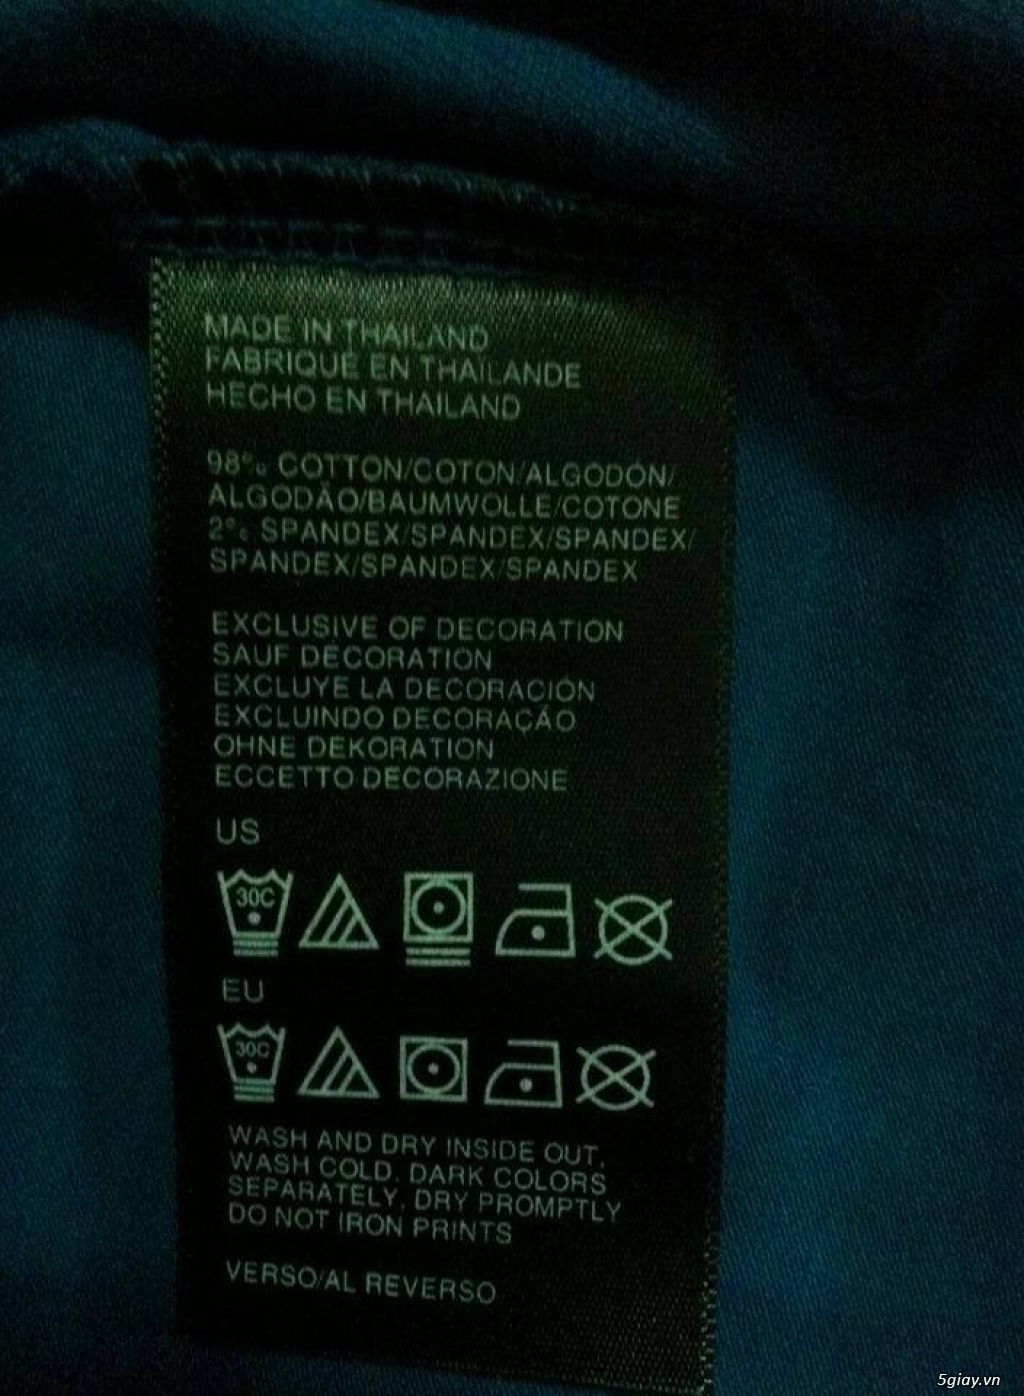 MADE IN THAILAND
FABRIQUÉ EN THAÏLANDE
HECHO EN THAILAND
98% COTTON/COTON/ALGODÓN/
ALGODÃO/BAUMWOLLE/COTONE
2% SPANDEX/SPANDEX/SPANDEX/
SPANDEX/SPANDEX/SPANDEX
EXCLUSIVE OF DECORATION
SAUF DÉCORATION
EXCLUYE LA DECORACIÓN
EXCLUINDO DECORAÇÃO
OHNE DEKORATION
ECCETTO DECORAZIONE
US
30C
EU
30C
WASH AND DRY INSIDE OUT,
WASH COLD, DARK COLORS
SEPARATELY, DRY PROMPTLY
DO NOT IRON PRINTS
VERSO/AL REVERSO
5giay.vn